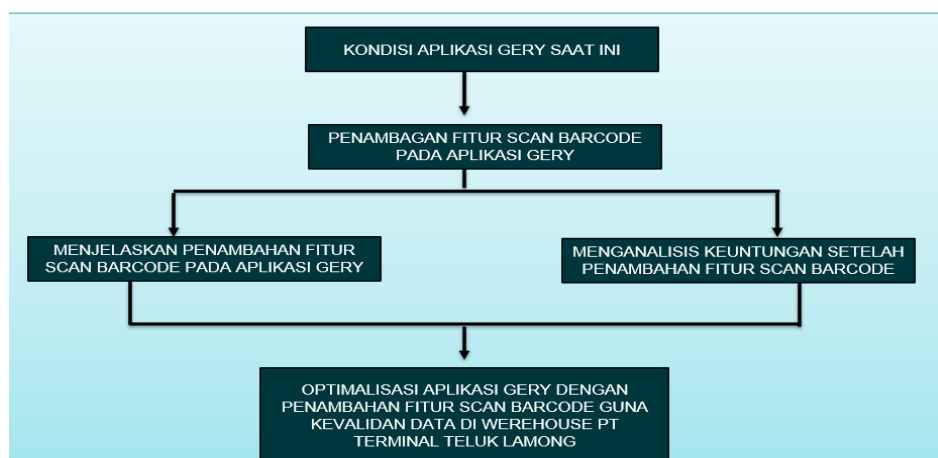 KONDISI APLIKASI GERY SAAT INI
PENAMBAGAN FITUR SCAN BARCODE
PADA APLIKASI GERY
MENJELASKAN PENAMBAHAN FITUR
SCAN BARCODE PADA APLIKASI GERY
MENGANALISIS KEUNTUNGAN SETELAH
PENAMBAHAN FITUR SCAN BARCODE
OPTIMALISASI APLIKASI GERY DENGAN
PENAMBAHAN FITUR SCAN BARCODE GUNA
KEVALIDAN DATA DI WEREHOUSE PT
TERMINAL TELUK LAMONG